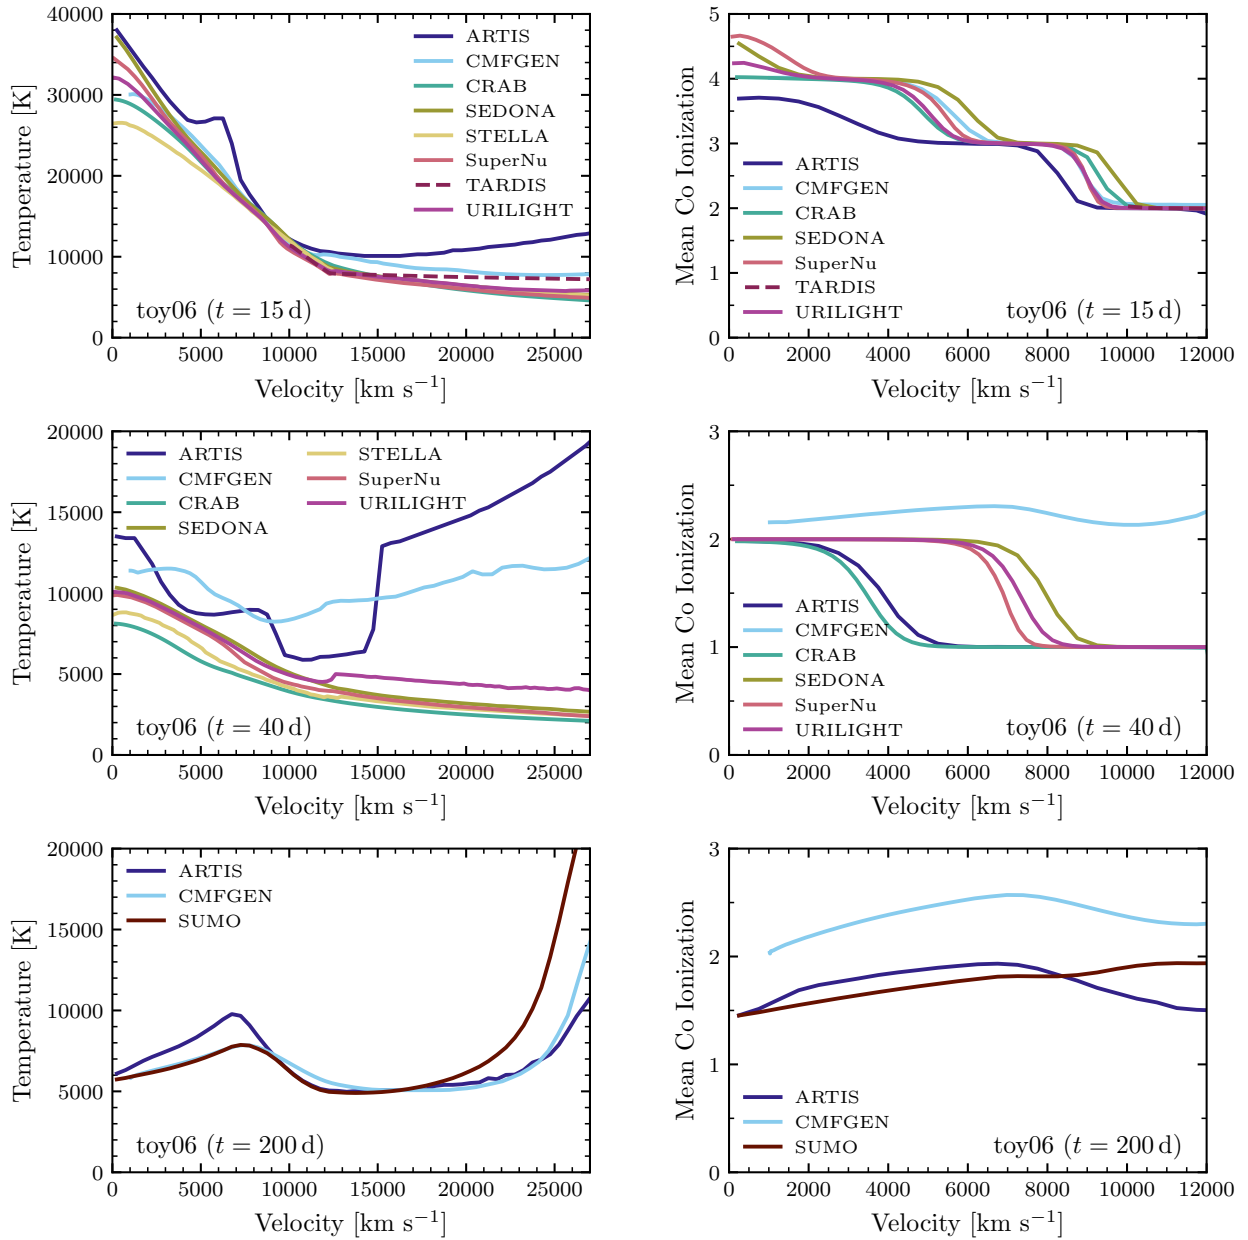 40000
30000
20000
10000
0
Temperature [K]
ARTIS
CMFGEN
CRAB
SEDONA
STELLA
SuperNu
TARDIS
URILIGHT
toy06 (t = 15 d)
0 5000 10000 15000 20000 25000
Velocity [km s⁻¹]
5
4
3
2
1
0
Mean Co Ionization
ARTIS
CMFGEN
CRAB
SEDONA
SuperNu
TARDIS
URILIGHT
toy06 (t = 15 d)
0 2000 4000 6000 8000 10000 12000
Velocity [km s⁻¹]
20000
15000
10000
5000
0
Temperature [K]
ARTIS
CMFGEN
CRAB
SEDONA
STELLA
SuperNu
URILIGHT
toy06 (t = 40 d)
0 5000 10000 15000 20000 25000
Velocity [km s⁻¹]
3
2
1
0
Mean Co Ionization
ARTIS
CMFGEN
CRAB
SEDONA
SuperNu
URILIGHT
toy06 (t = 40 d)
0 2000 4000 6000 8000 10000 12000
Velocity [km s⁻¹]
20000
15000
10000
5000
0
Temperature [K]
ARTIS
CMFGEN
SUMO
toy06 (t = 200 d)
0 5000 10000 15000 20000 25000
Velocity [km s⁻¹]
3
2
1
0
Mean Co Ionization
ARTIS
CMFGEN
SUMO
toy06 (t = 200 d)
0 2000 4000 6000 8000 10000 12000
Velocity [km s⁻¹]